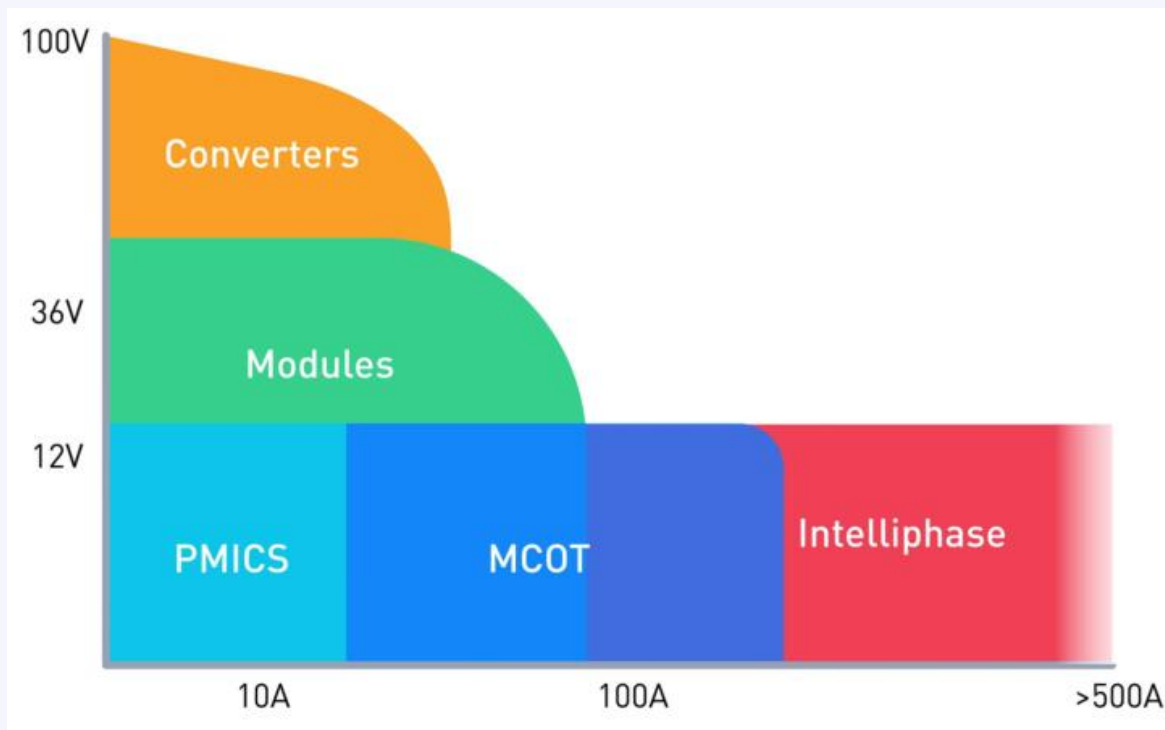 100V
Converters
36V
Modules
12V
PMICS
MCOT
Intelliphase
10A
100A
>500A